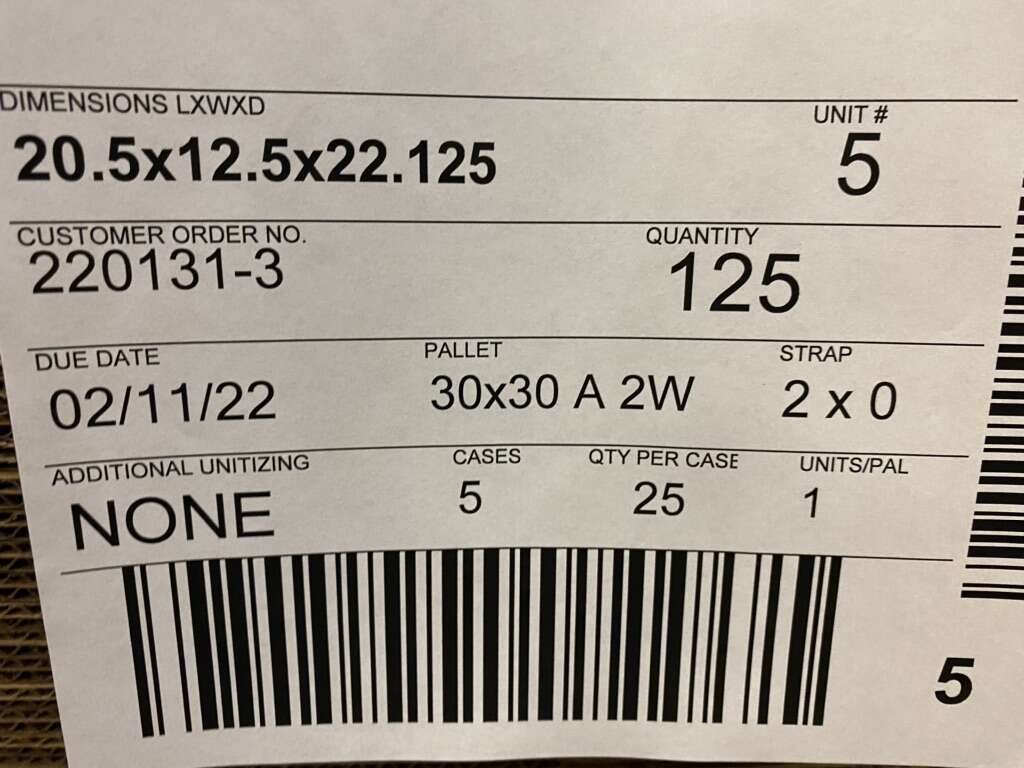 DIMENSIONS LXWXD
UNIT #
20.5x12.5x22.125
5
CUSTOMER ORDER NO.
QUANTITY
220131-3
125
DUE DATE
PALLET
STRAP
02/11/22
30x30 A 2W
2 x 0
ADDITIONAL UNITIZING
CASES
QTY PER CASE
UNITS/PAL
NONE
5
25
1
5